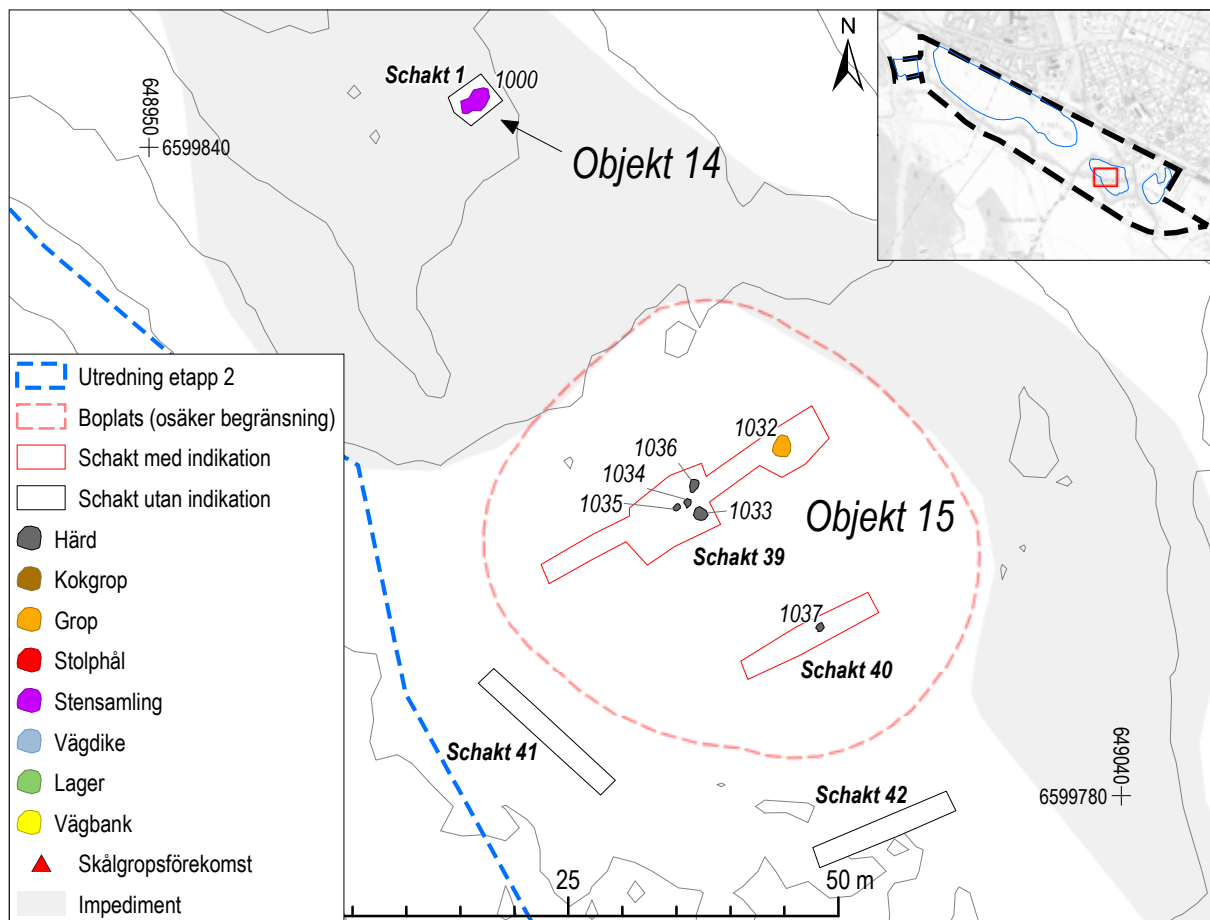 N
Schakt 1
1000
648950
6599840
Objekt 14
Utredning etapp 2
Boplats (osäker begränsning)
Schakt med indikation
Schakt utan indikation
Härd
Kokgrop
Grop
Stolphål
Stensamling
Vägdike
Lager
Vägbank
Skålgropsförekomst
Impediment
1032
1036
1034
1035
1033
Objekt 15
Schakt 39
1037
Schakt 40
Schakt 41
Schakt 42
649040
6599780
25
50 m